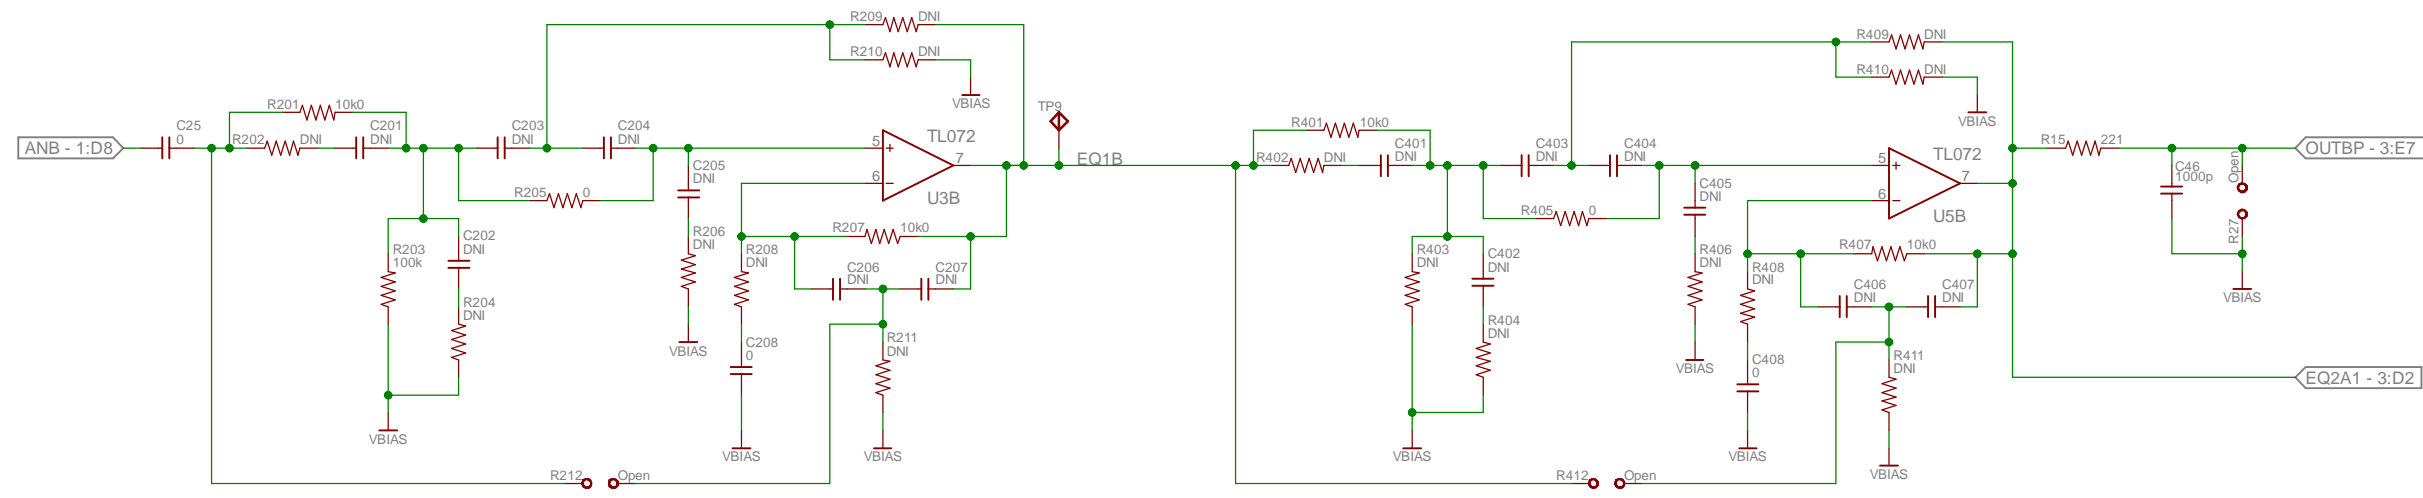 ANB - 1:D8
C25
0
R201
10k0
R202
DNI
C201
DNI
R203
100k
C202
DNI
R204
DNI
VBIAS
C203
DNI
C204
DNI
R205
0
R209
DNI
R210
DNI
VBIAS
C205
DNI
R206
DNI
VBIAS
5
6
7
TL072
U3B
R207
10k0
R208
DNI
C208
0
VBIAS
C206
DNI
C207
DNI
R211
DNI
VBIAS
R212
Open
TP9
EQ1B
R401
10k0
R402
DNI
C401
DNI
R403
DNI
C402
DNI
R404
DNI
VBIAS
C403
DNI
C404
DNI
R405
0
R409
DNI
R410
DNI
VBIAS
C405
DNI
R406
DNI
VBIAS
5
6
7
TL072
U5B
R407
10k0
R408
DNI
C408
0
VBIAS
C406
DNI
C407
DNI
R411
DNI
VBIAS
R412
Open
R15
221
C46
1000p
Open
R27
VBIAS
OUTBP - 3:E7
EQ2A1 - 3:D2